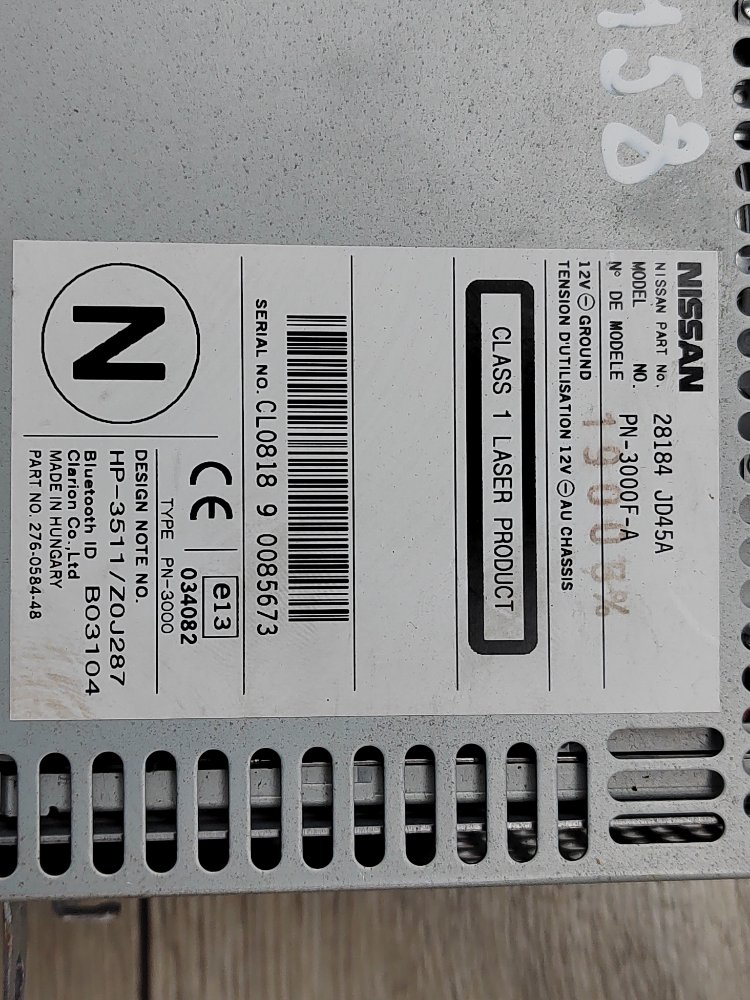 158
NISSAN
NISSAN PART No. 28184 JD45A
MODEL NO.
N° DE MODELE PN-3000F-A
12V ⊖ GROUND
TENSION D'UTILISATION 12V ⊖ AU CHASSIS
CLASS 1 LASER PRODUCT
SERIAL NO. CL0818 9 0085673
N
CE e13
034082
TYPE PN-3000
DESIGN NOTE NO.
HP-3511/Z0J287
Bluetooth ID B03104
Clarion Co.,Ltd
MADE IN HUNGARY
PART NO. 276-0584-48